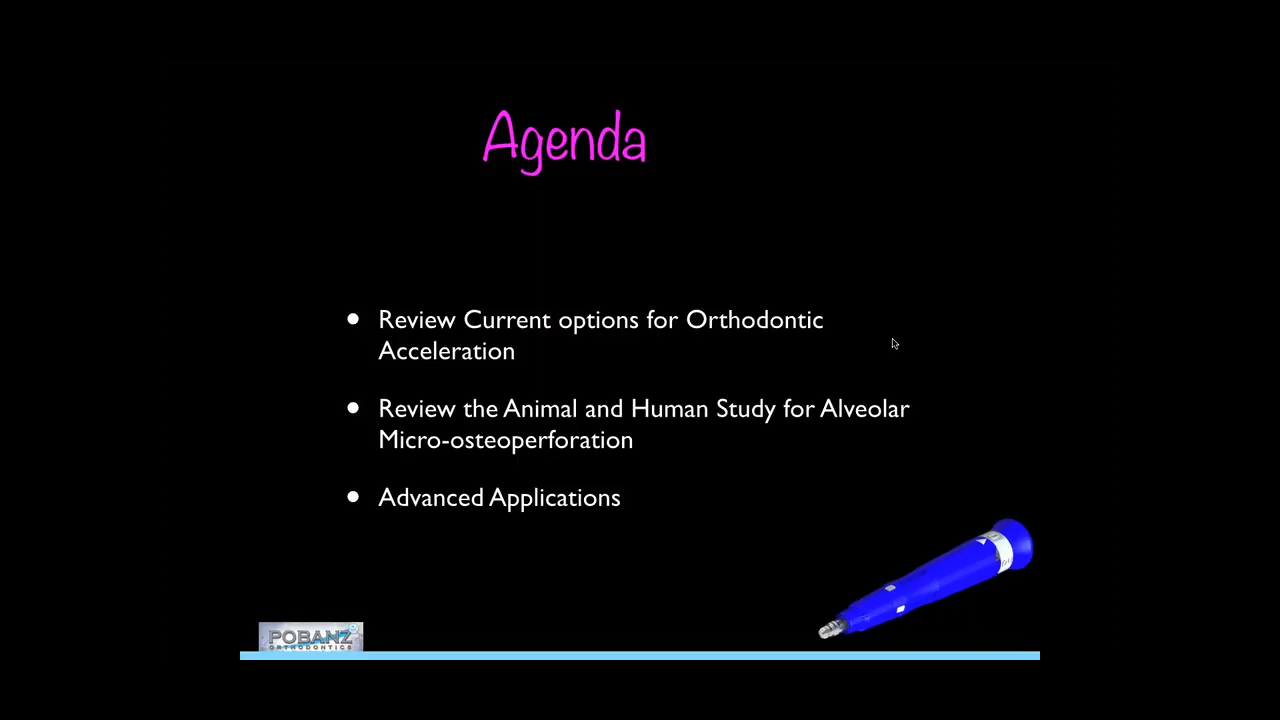 Agenda
Review Current options for Orthodontic
Acceleration
Review the Animal and Human Study for Alveolar
Micro-osteoperforation
Advanced Applications
POBANZ
ORTHODONTICS